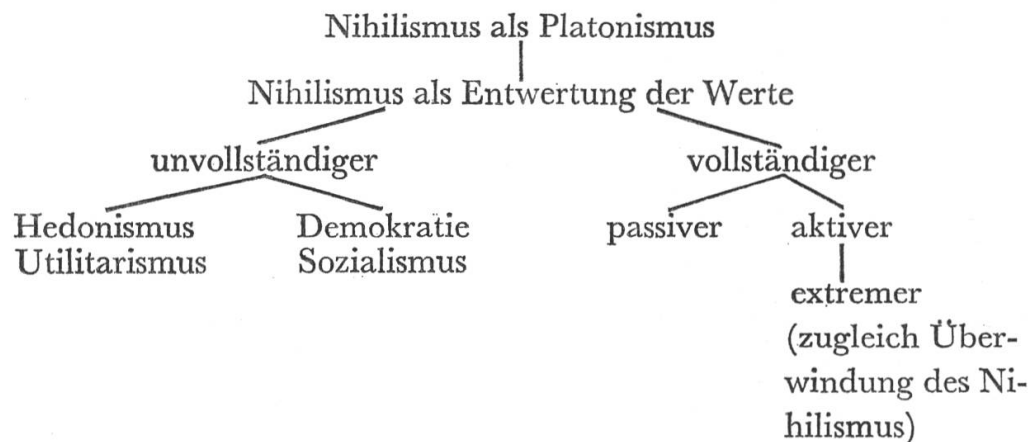 Nihilismus als Platonismus
Nihilismus als Entwertung der Werte
unvollständiger vollständiger
Hedonismus Demokratie passiver aktiver
Utilitarismus Sozialismus
extremer
(zugleich Über-
windung des Ni-
hilismus)